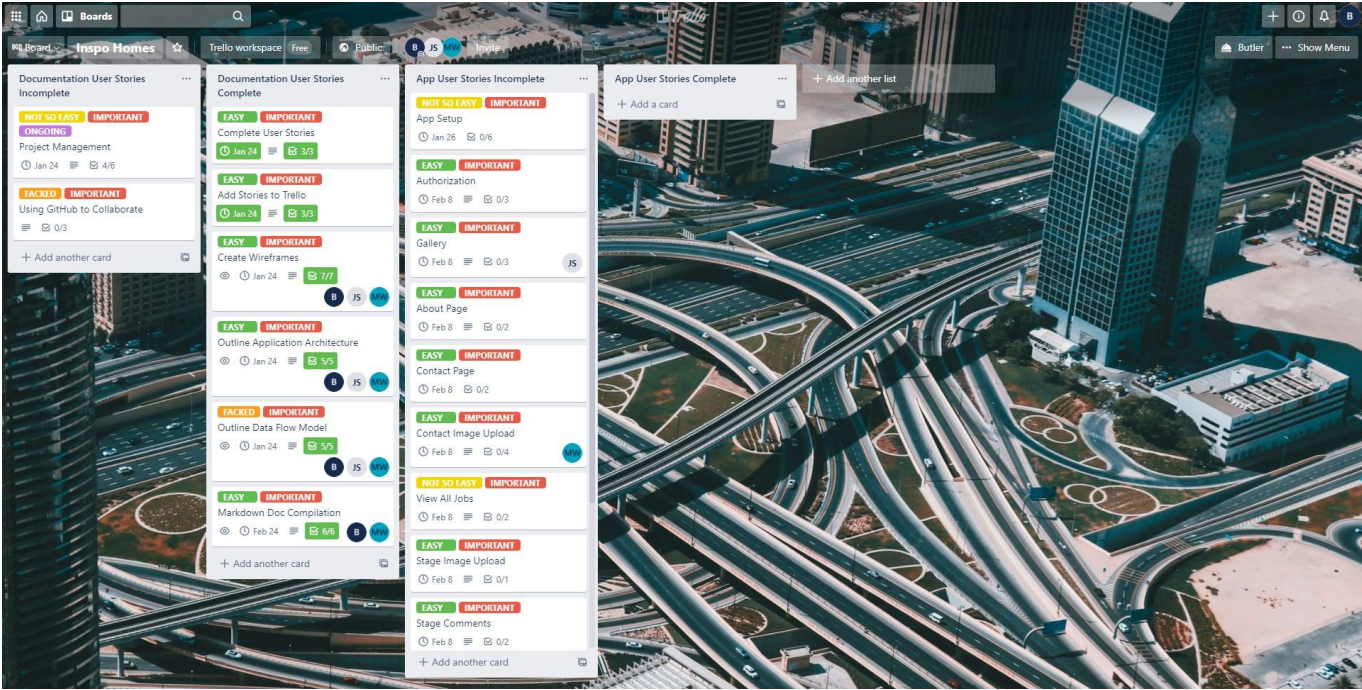 Boards
Trello
Board
Inspo Homes
Trello workspace
Free
Public
B
JS
MW
Invite
Butler
Show Menu
B
Documentation User Stories
Incomplete
NOT SO EASY IMPORTANT
ONGOING
Project Management
Jan 24 4/6
FACKED IMPORTANT
Using GitHub to Collaborate
0/3
+ Add another card
Documentation User Stories
Complete
EASY IMPORTANT
Complete User Stories
Jan 24 3/3
EASY IMPORTANT
Add Stories to Trello
Jan 24 3/3
EASY IMPORTANT
Create Wireframes
Jan 24 7/7
B JS MW
EASY IMPORTANT
Outline Application Architecture
Jan 24 5/5
B JS MW
FACKED IMPORTANT
Outline Data Flow Model
Jan 24 5/5
B JS MW
EASY IMPORTANT
Markdown Doc Compilation
Feb 24 6/6 B MW
+ Add another card
App User Stories Incomplete
NOT SO EASY IMPORTANT
App Setup
Jan 26 0/6
EASY IMPORTANT
Authorization
Feb 8 0/3
EASY IMPORTANT
Gallery
Feb 8 0/3 JS
EASY IMPORTANT
About Page
Feb 8 0/2
EASY IMPORTANT
Contact Page
Feb 8 0/2
EASY IMPORTANT
Contact Image Upload
Feb 8 0/4 MW
NOT SO EASY IMPORTANT
View All Jobs
Feb 8 0/2
EASY IMPORTANT
Stage Image Upload
Feb 8 0/1
EASY IMPORTANT
Stage Comments
Feb 8 0/2
+ Add another card
App User Stories Complete
+ Add a card
+ Add another list